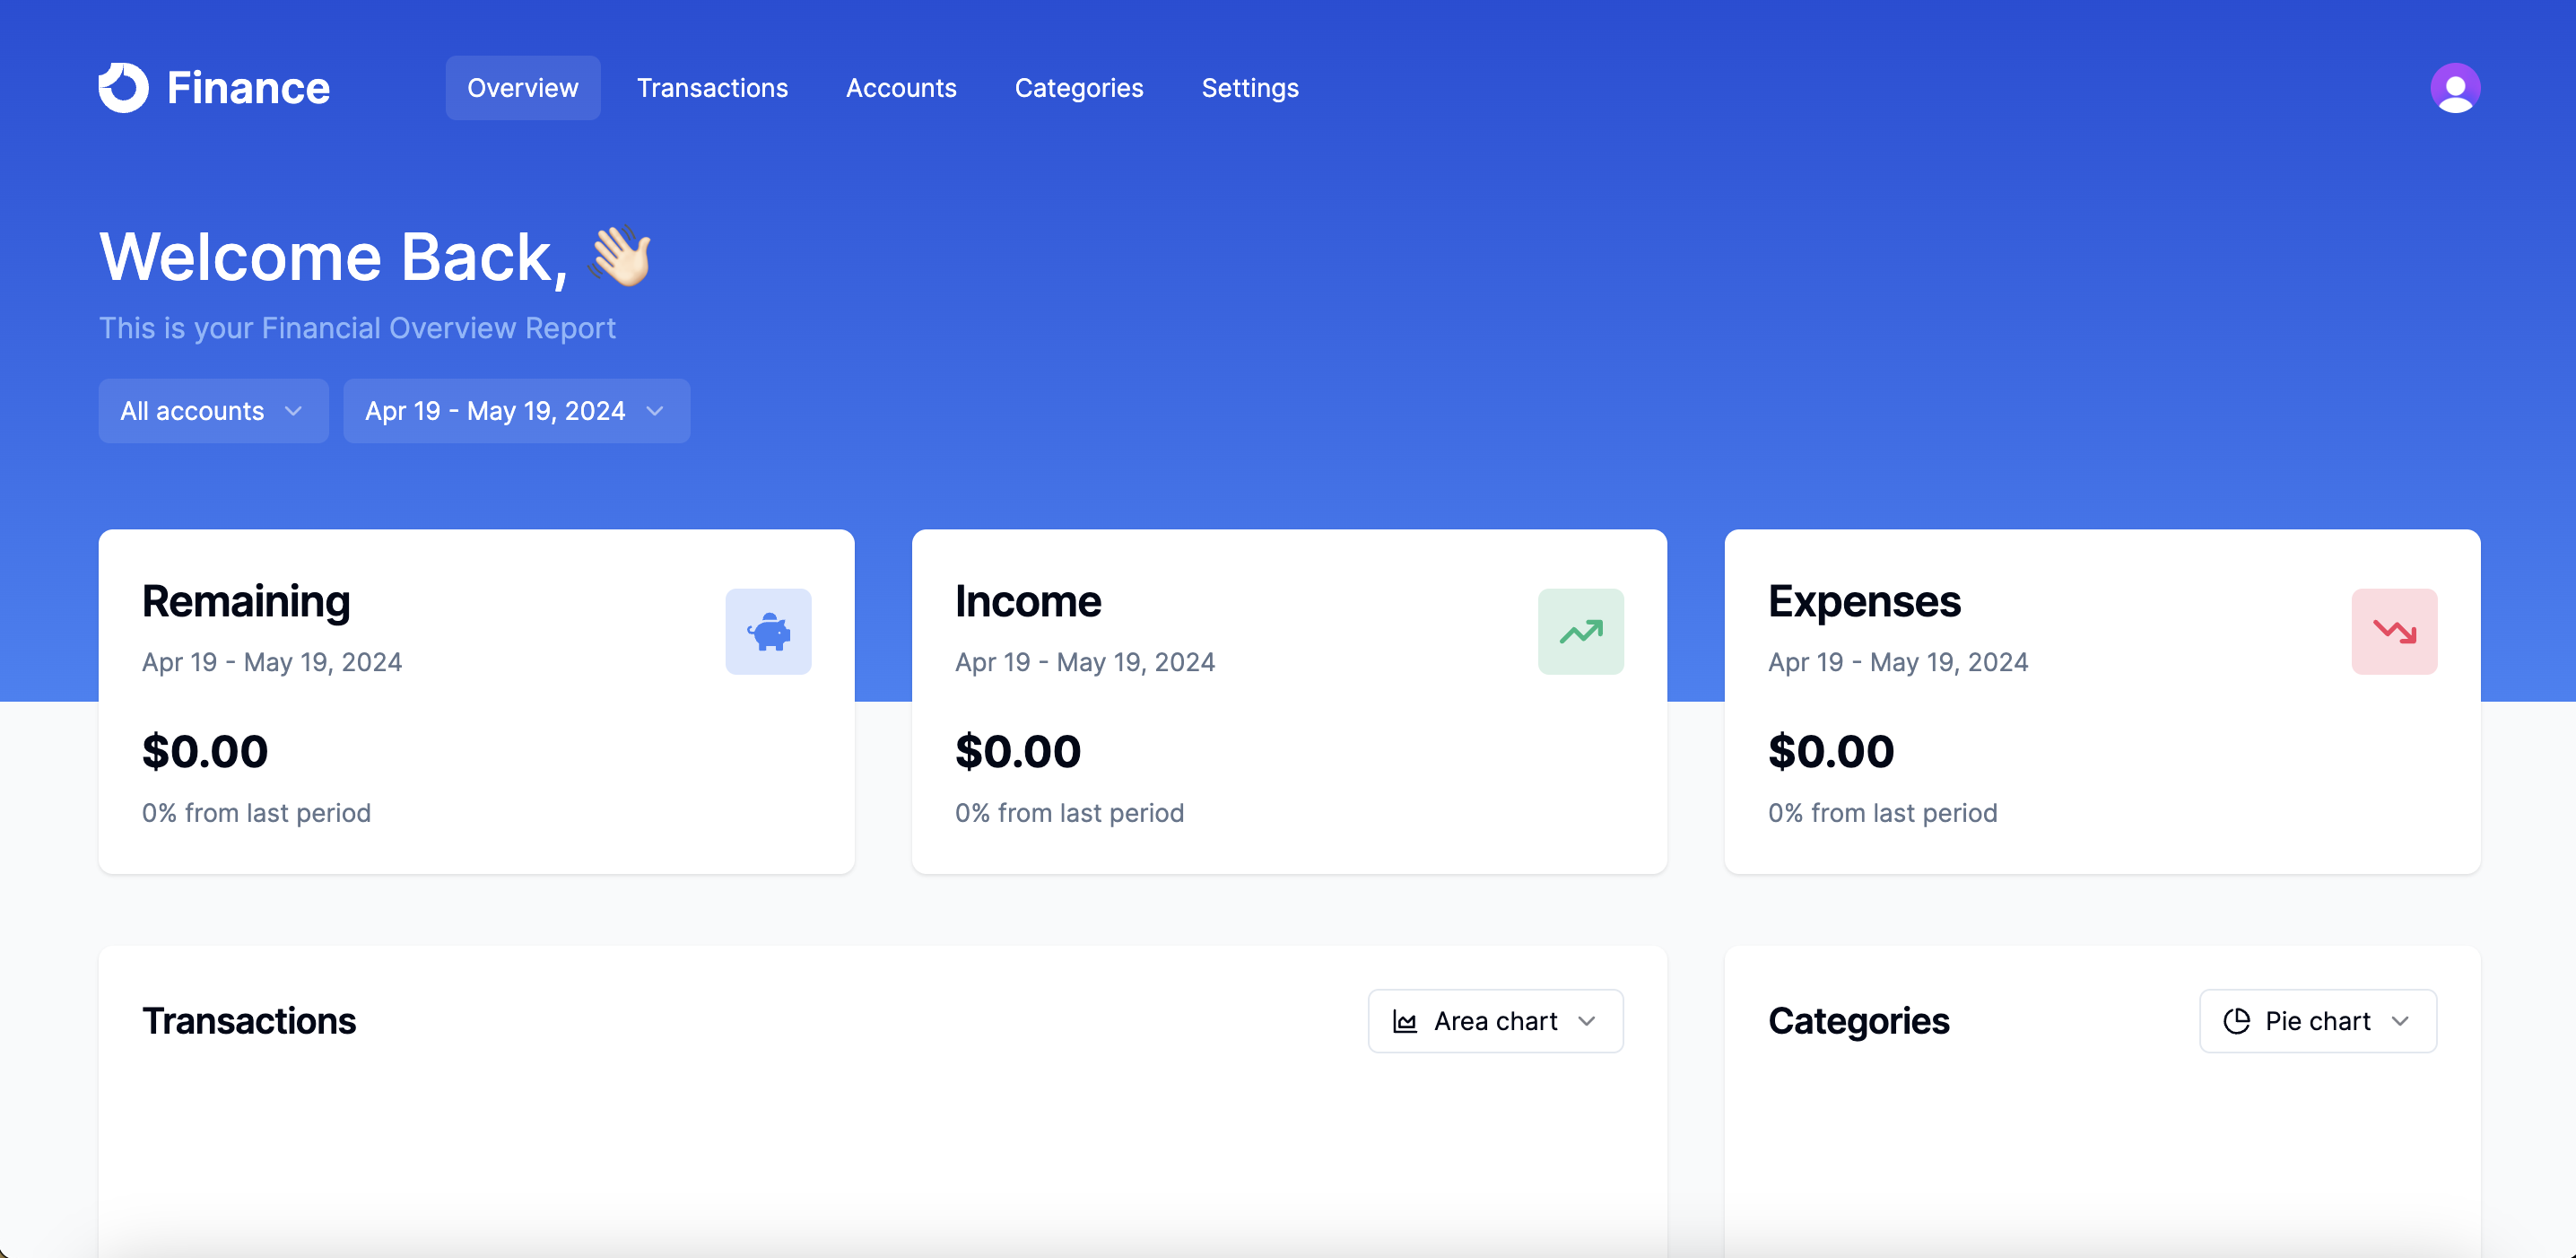 Finance
Overview
Transactions
Accounts
Categories
Settings
Welcome Back, 👋🏻
This is your Financial Overview Report
All accounts
Apr 19 - May 19, 2024
Remaining
Apr 19 - May 19, 2024
$0.00
0% from last period
Income
Apr 19 - May 19, 2024
$0.00
0% from last period
Expenses
Apr 19 - May 19, 2024
$0.00
0% from last period
Transactions
Area chart
Categories
Pie chart